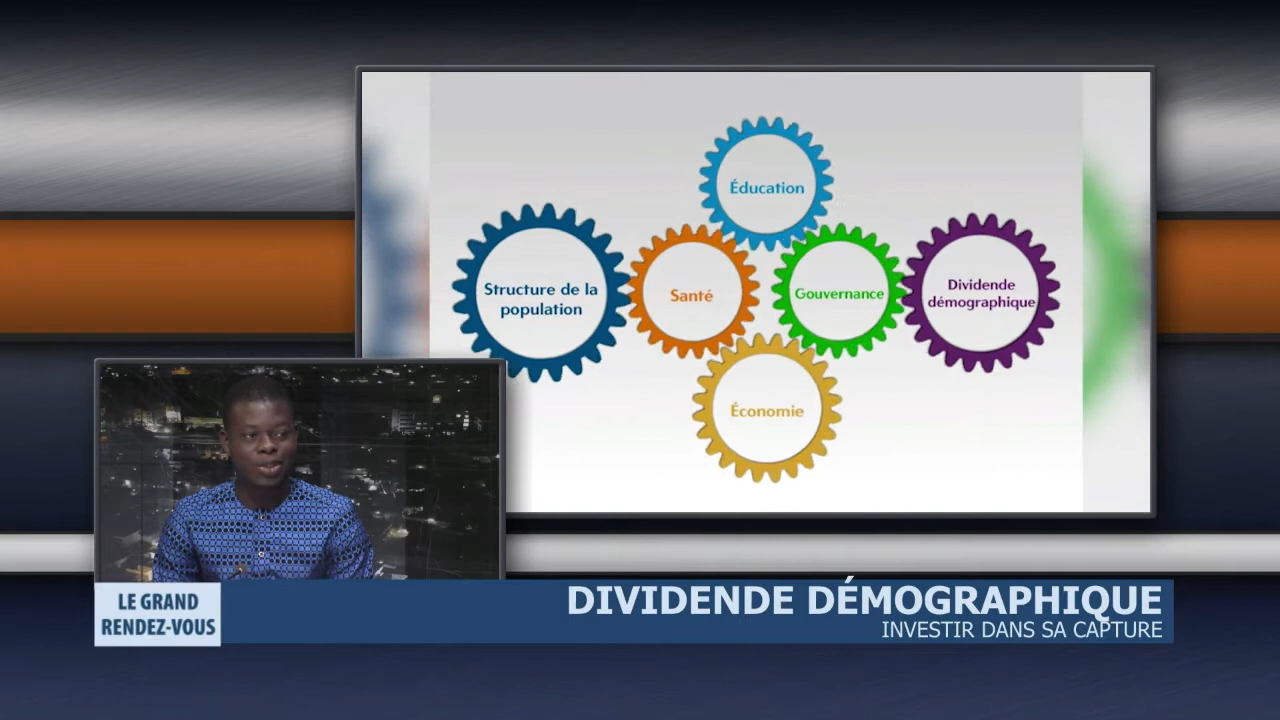 Éducation
Structure de la
population
Santé
Gouvernance
Dividende
démographique
Économie
LE GRAND
RENDEZ-VOUS
DIVIDENDE DÉMOGRAPHIQUE
INVESTIR DANS SA CAPTURE